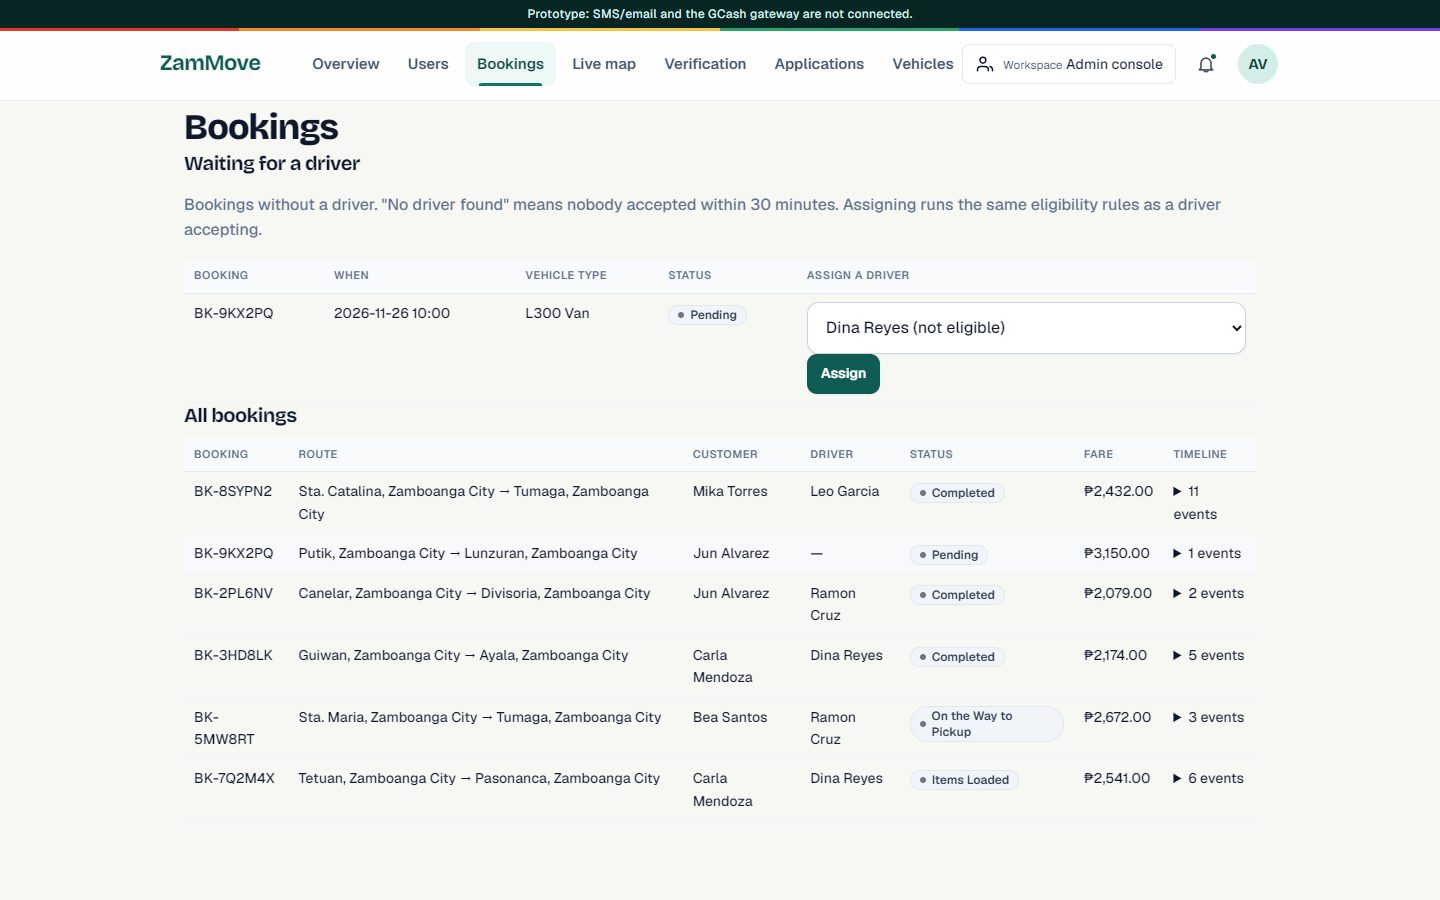 Prototype: SMS/email and the GCash gateway are not connected.
ZamMove Overview Users Bookings Live map Verification Applications Vehicles Workspace Admin console AV
Bookings
Waiting for a driver
Bookings without a driver. "No driver found" means nobody accepted within 30 minutes. Assigning runs the same eligibility rules as a driver
accepting.
BOOKING WHEN VEHICLE TYPE STATUS ASSIGN A DRIVER
BK-9KX2PQ 2026-11-26 10:00 L300 Van Pending Dina Reyes (not eligible)
Assign
All bookings
BOOKING ROUTE CUSTOMER DRIVER STATUS FARE TIMELINE
BK-8SYPN2 Sta. Catalina, Zamboanga City → Tumaga, Zamboanga Mika Torres Leo Garcia Completed ₱2,432.00 ▶ 11
City events
BK-9KX2PQ Putik, Zamboanga City → Lunzuran, Zamboanga City Jun Alvarez — Pending ₱3,150.00 ▶ 1 events
BK-2PL6NV Canelar, Zamboanga City → Divisoria, Zamboanga City Jun Alvarez Ramon Completed ₱2,079.00 ▶ 2 events
Cruz
BK-3HD8LK Guiwan, Zamboanga City → Ayala, Zamboanga City Carla Dina Reyes Completed ₱2,174.00 ▶ 5 events
Mendoza
BK- Sta. Maria, Zamboanga City → Tumaga, Zamboanga City Bea Santos Ramon On the Way to ₱2,672.00 ▶ 3 events
5MW8RT Cruz Pickup
BK-7Q2M4X Tetuan, Zamboanga City → Pasonanca, Zamboanga City Carla Dina Reyes Items Loaded ₱2,541.00 ▶ 6 events
Mendoza